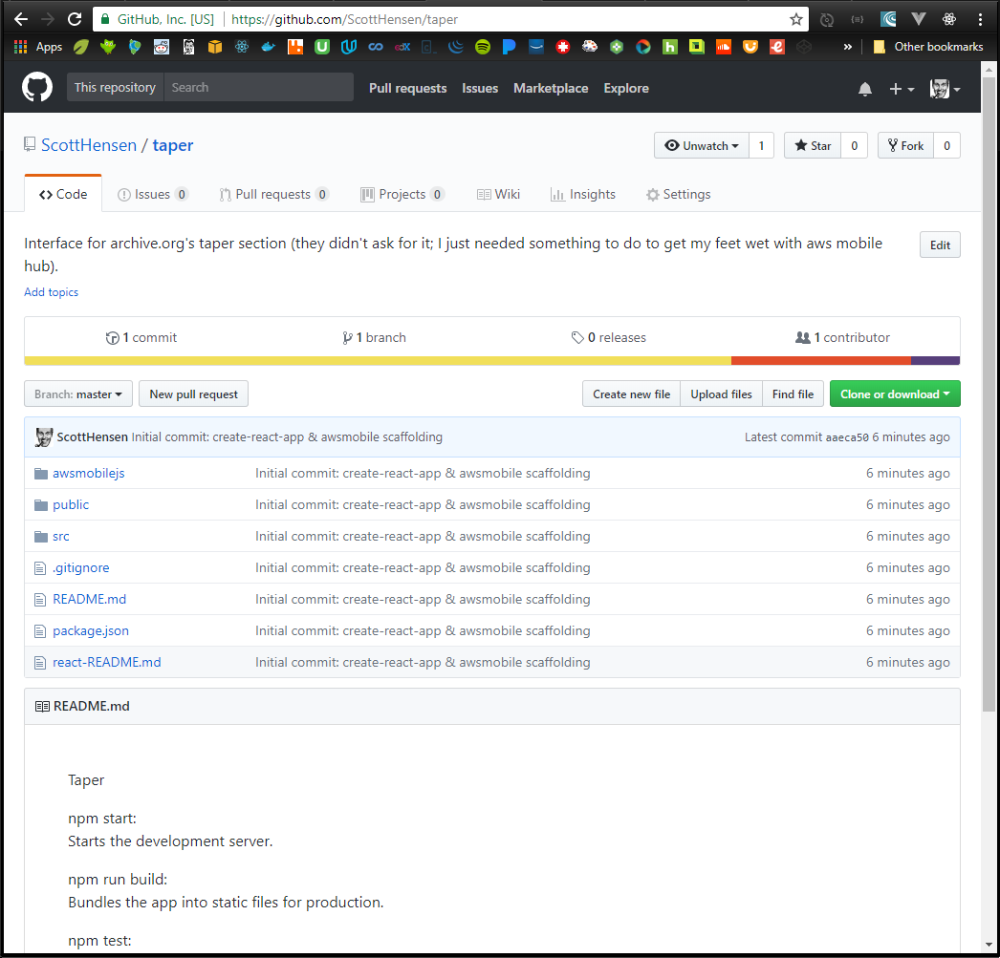 GitHub, Inc. [US] https://github.com/ScottHensen/taper
Apps Other bookmarks
This repository Search Pull requests Issues Marketplace Explore
ScottHensen / taper Unwatch 1 Star 0 Fork 0
Code Issues 0 Pull requests 0 Projects 0 Wiki Insights Settings
Interface for archive.org's taper section (they didn't ask for it; I just needed something to do to get my feet wet with aws mobile Edit
hub).
Add topics
1 commit 1 branch 0 releases 1 contributor
Branch: master New pull request Create new file Upload files Find file Clone or download
ScottHensen Initial commit: create-react-app & awsmobile scaffolding Latest commit aaeca50 6 minutes ago
awsmobilejs Initial commit: create-react-app & awsmobile scaffolding 6 minutes ago
public Initial commit: create-react-app & awsmobile scaffolding 6 minutes ago
src Initial commit: create-react-app & awsmobile scaffolding 6 minutes ago
.gitignore Initial commit: create-react-app & awsmobile scaffolding 6 minutes ago
README.md Initial commit: create-react-app & awsmobile scaffolding 6 minutes ago
package.json Initial commit: create-react-app & awsmobile scaffolding 6 minutes ago
react-README.md Initial commit: create-react-app & awsmobile scaffolding 6 minutes ago
README.md
Taper
npm start:
Starts the development server.
npm run build:
Bundles the app into static files for production.
npm test: